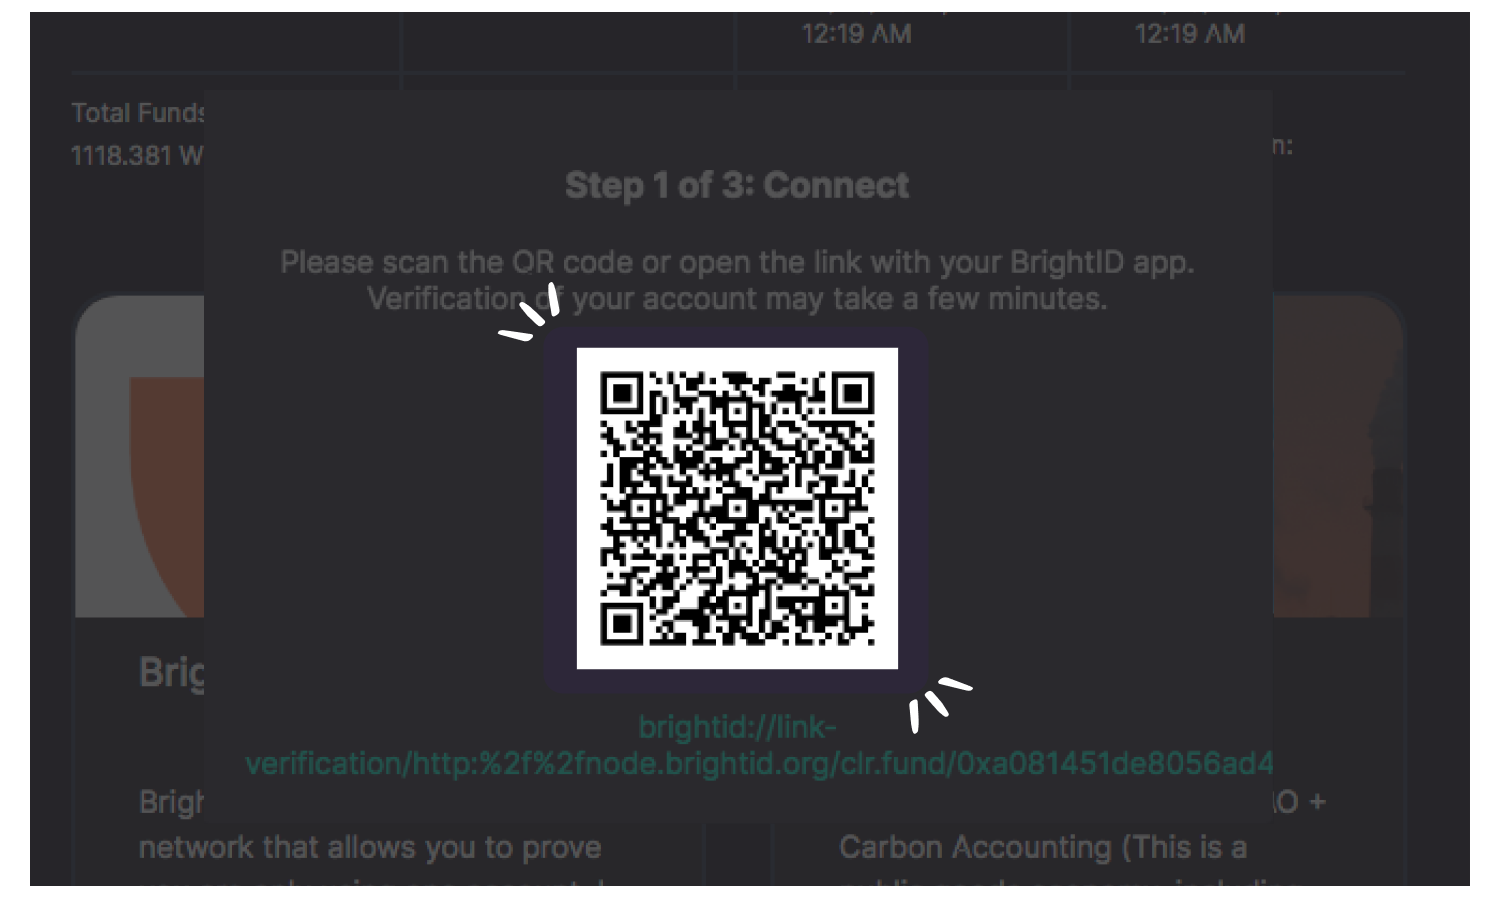 12:19 AM
12:19 AM
Total Funds
1118.381 W
n:
Step 1 of 3: Connect
Please scan the QR code or open the link with your BrightID app.
Verification of your account may take a few minutes.
brightid://link-
verification/http:%2f%2fnode.brightid.org/clr.fund/0xa081451de8056ad4
Brig
Brigh
network that allows you to prove
AO +
Carbon Accounting (This is a